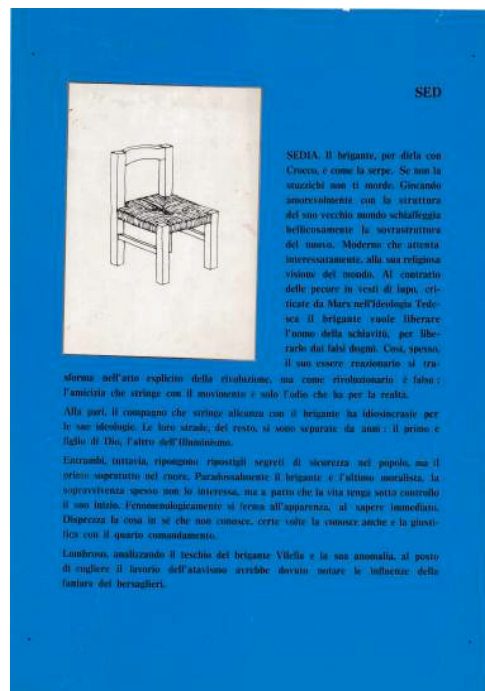 SED
SEDIA. Il brigante, per dirla con
Crocco, è come la serpe. Se non la
stuzzichi non ti morde. Giocando
amorevolmente con la struttura
del suo vecchio mondo schiaffeggia
bellicosamente la sovrastruttura
del nuovo. Moderno che attenta
interessatamente, alla sua religiosa
visione del mondo. Al contrario
delle pecore in vesti di lupo, cri-
ticate da Marx nell'Ideologia Tede-
sca il brigante vuole liberare
l'uomo della schiavitù, per libe-
rarlo dai falsi dogmi. Così, spesso,
il suo essere reazionario si tra-
sforma nell'atto esplicito della rivoluzione, ma come rivoluzionario è falso :
l'amicizia che stringe con il movimento è solo l'odio che ha per la realtà.
Alla pari, il compagno che stringe alleanza con il brigante ha idiosincrasie per
le sue ideologie. Le loro strade, del resto, si sono separate da anni : il primo è
figlio di Dio, l'altro dell'Illuminismo.
Entrambi, tuttavia, ripongono ripostigli segreti di sicurezza nel popolo, ma il
primo soprattutto nel cuore. Paradossalmente il brigante è l'ultimo moralista, la
sopravvivenza spesso non lo interessa, ma a patto che la vita tenga sotto controllo
il suo inizio. Fenomenologicamente si ferma all'apparenza, al sapere immediato.
Disprezza la cosa in sè che non conosce, certe volte la conosce anche e la giusti-
fica con il quarto comandamento.
Lombroso, analizzando il teschio del brigante Vilella e la sua anomalia, al posto
di cogliere il lavorio dell'atavismo avrebbe dovuto notare le influenze della
fanfara dei bersaglieri.